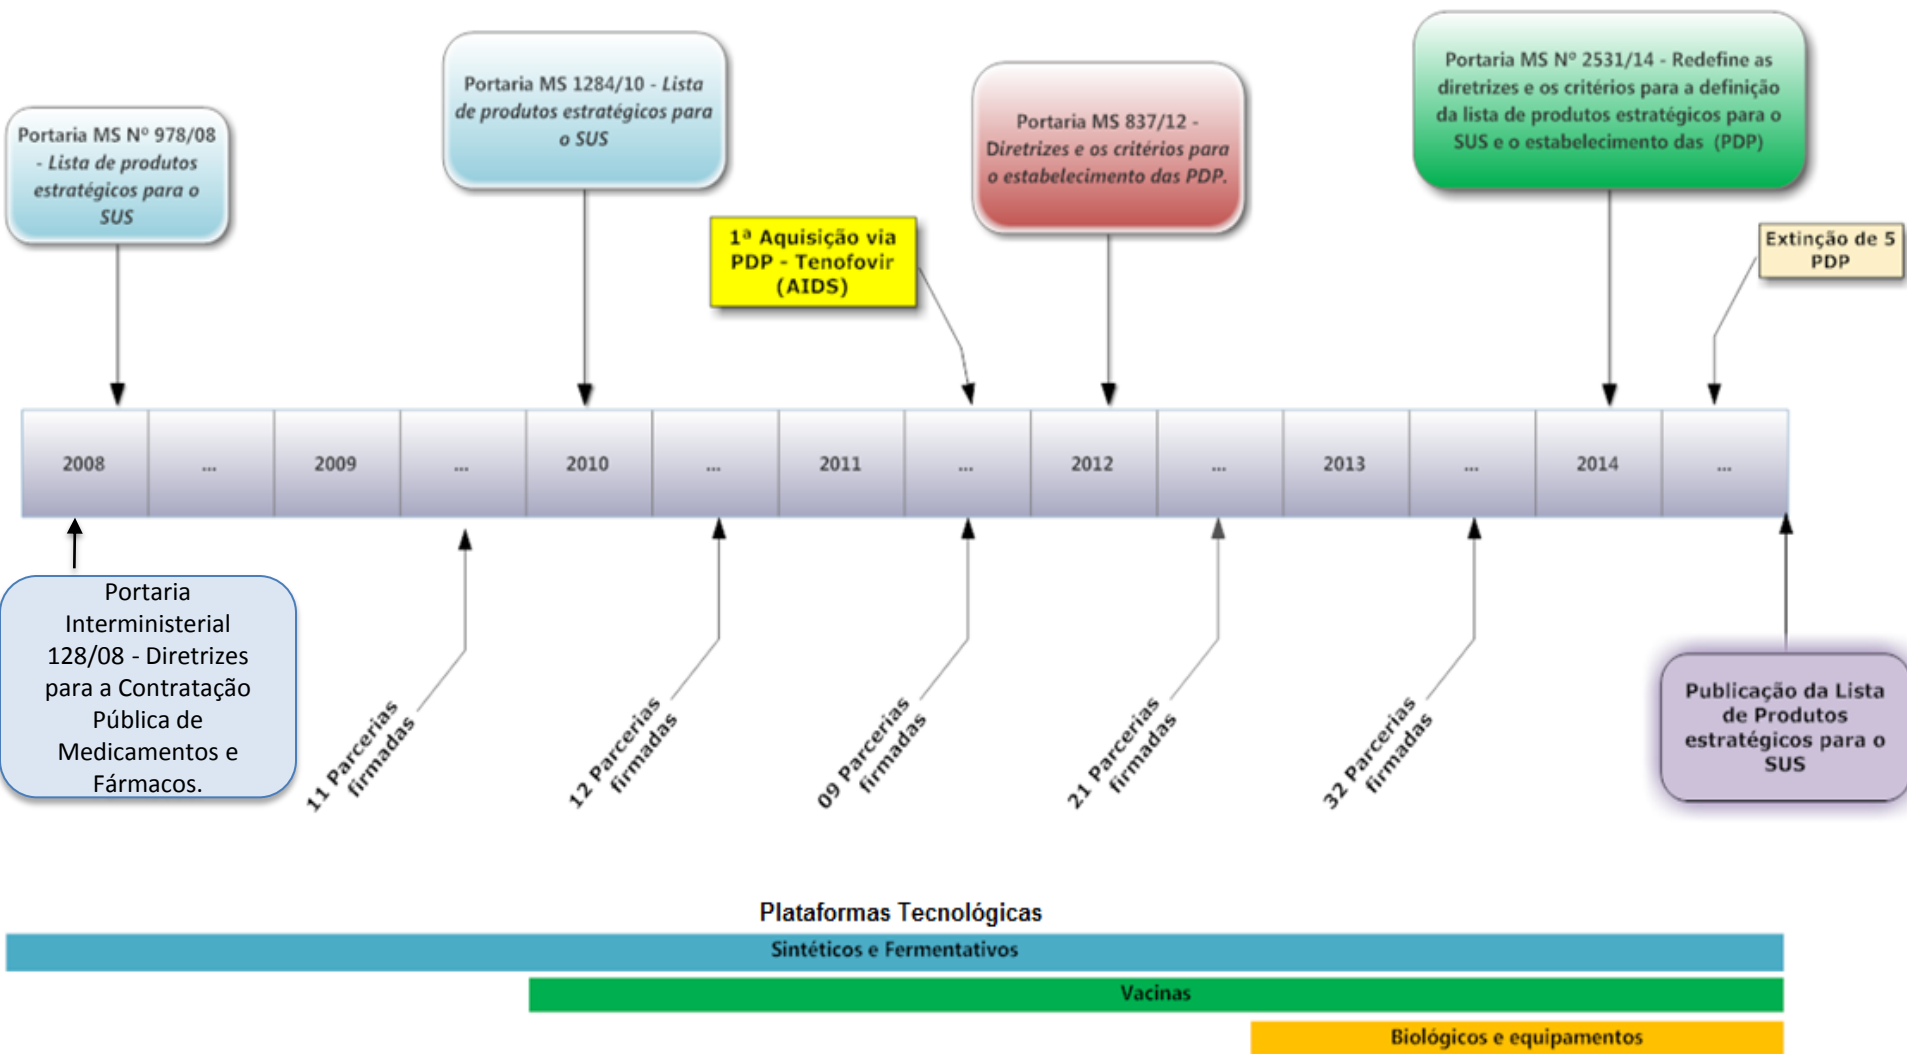 Portaria MS Nº 978/08
- Lista de produtos
estratégicos para o
SUS
Portaria MS 1284/10 - Lista
de produtos estratégicos para
o SUS
1ª Aquisição via
PDP - Tenofovir
(AIDS)
Portaria MS 837/12 -
Diretrizes e os critérios para
o estabelecimento das PDP.
Portaria MS Nº 2531/14 - Redefine as
diretrizes e os critérios para a definição
da lista de produtos estratégicos para o
SUS e o estabelecimento das (PDP)
Extinção de 5
PDP
2008 ... 2009 ... 2010 ... 2011 ... 2012 ... 2013 ... 2014 ...
Portaria
Interministerial
128/08 - Diretrizes
para a Contratação
Pública de
Medicamentos e
Fármacos.
11 Parcerias
firmadas
12 Parcerias
firmadas
09 Parcerias
firmadas
21 Parcerias
firmadas
32 Parcerias
firmadas
Publicação da Lista
de Produtos
estratégicos para o
SUS
Plataformas Tecnológicas
Sintéticos e Fermentativos
Vacinas
Biológicos e equipamentos